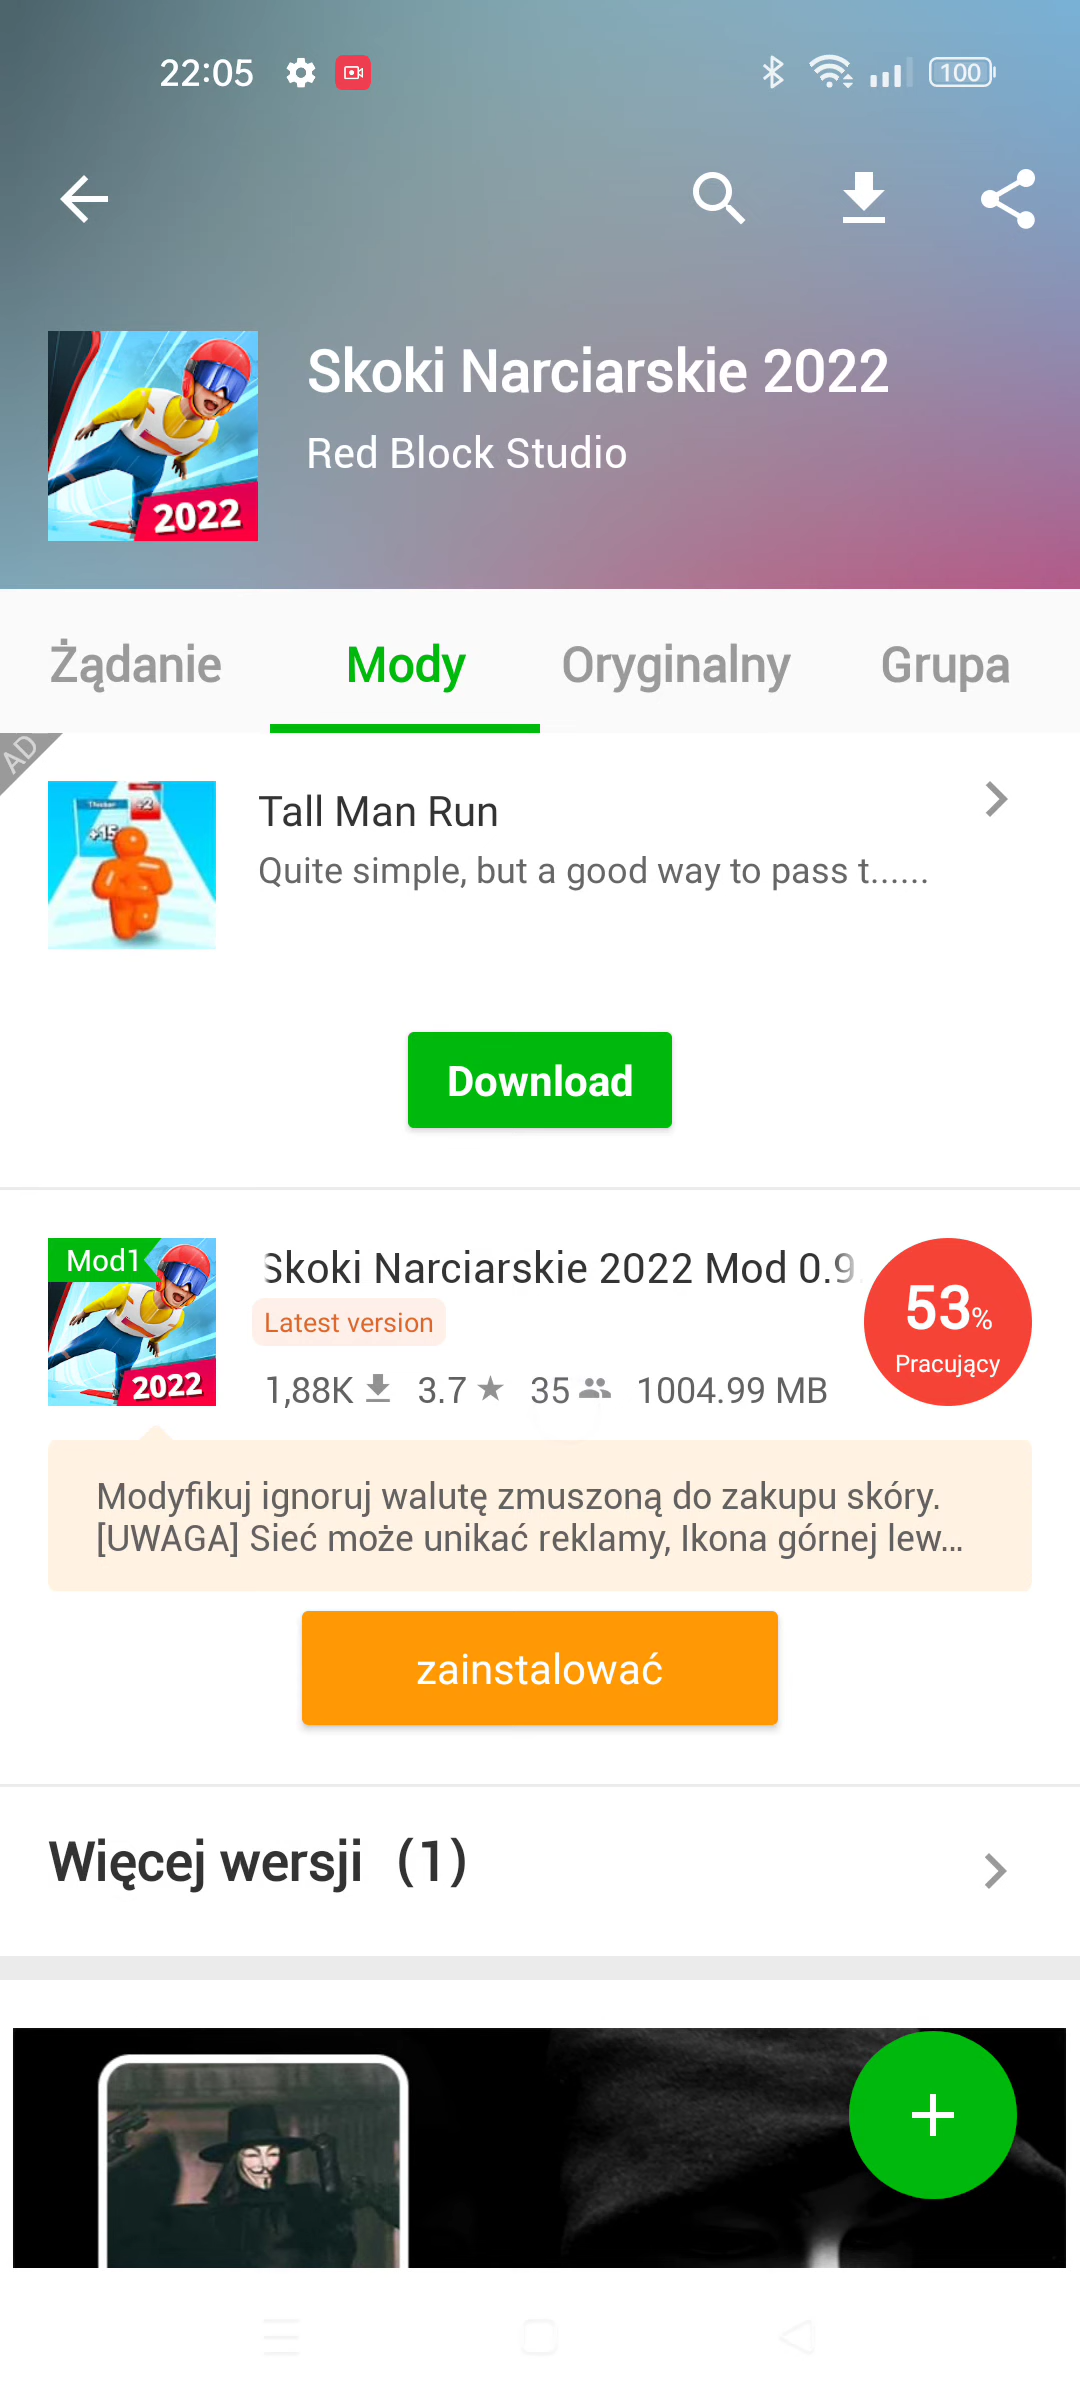 22:05
100
Skoki Narciarskie 2022
Red Block Studio
2022
Żądanie Mody Oryginalny Grupa
AD
Tall Man Run
Quite simple, but a good way to pass t......
Thicker
+2
+15
Download
Mod1
2022
Skoki Narciarskie 2022 Mod 0.9
Latest version
1,88K 3.7 35 1004.99 MB
53%
Pracujący
Modyfikuj ignoruj walutę zmuszoną do zakupu skóry.
[UWAGA] Sieć może unikać reklamy, Ikona górnej lew...
zainstalować
Więcej wersji (1)